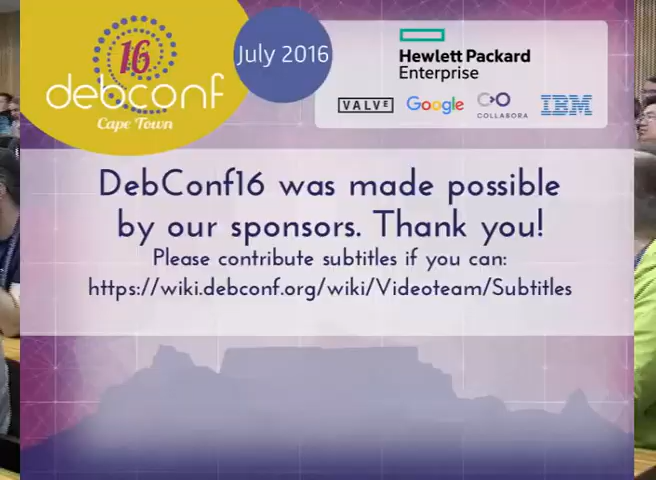 16
debconf
Cape Town
July 2016
Hewlett Packard
Enterprise
VALVE
Google
COLLABORA
IBM
DebConf16 was made possible
by our sponsors. Thank you!
Please contribute subtitles if you can:
https://wiki.debconf.org/wiki/Videoteam/Subtitles